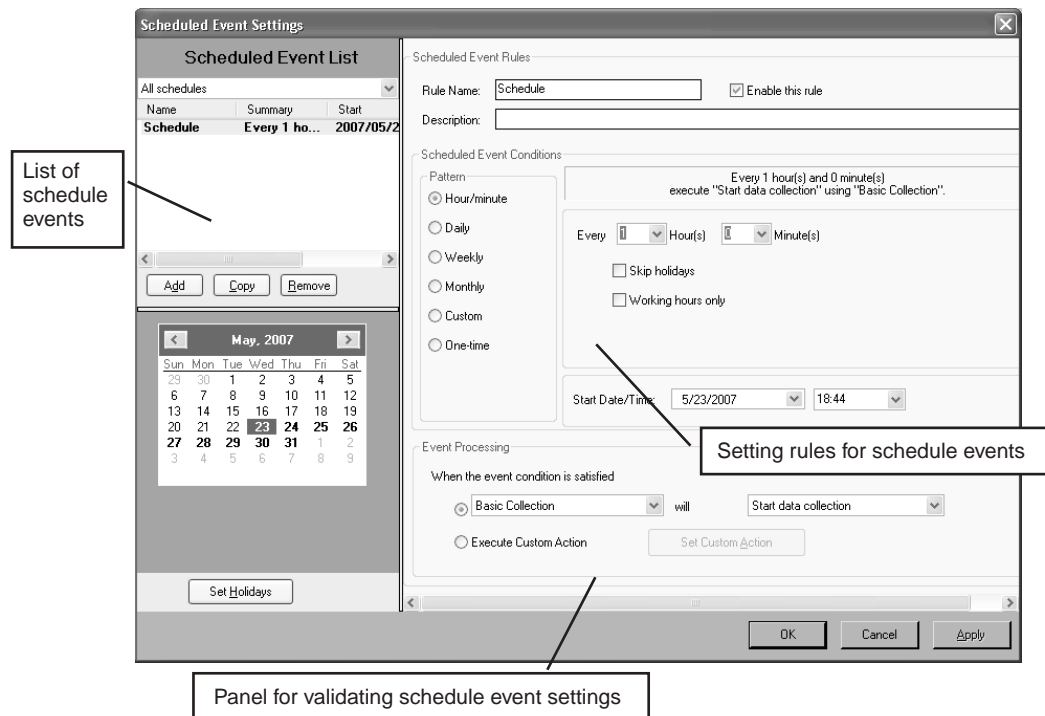 Scheduled Event Settings
Scheduled Event List
All schedules
Name Summary Start
Schedule Every 1 ho... 2007/05/2
List of
schedule
events
Add Copy Remove
May, 2007
Sun Mon Tue Wed Thu Fri Sat
29 30 1 2 3 4 5
6 7 8 9 10 11 12
13 14 15 16 17 18 19
20 21 22 23 24 25 26
27 28 29 30 31 1 2
3 4 5 6 7 8 9
Set Holidays
Scheduled Event Rules
Rule Name: Schedule Enable this rule
Description:
Scheduled Event Conditions
Pattern
Hour/minute
Daily
Weekly
Monthly
Custom
One-time
Every 1 hour(s) and 0 minute(s)
execute "Start data collection" using "Basic Collection".
Every Hour(s) Minute(s)
Skip holidays
Working hours only
Start Date/Time: 5/23/2007 18:44
Setting rules for schedule events
Event Processing
When the event condition is satisfied
Basic Collection will Start data collection
Execute Custom Action Set Custom Action
OK Cancel Apply
Panel for validating schedule event settings